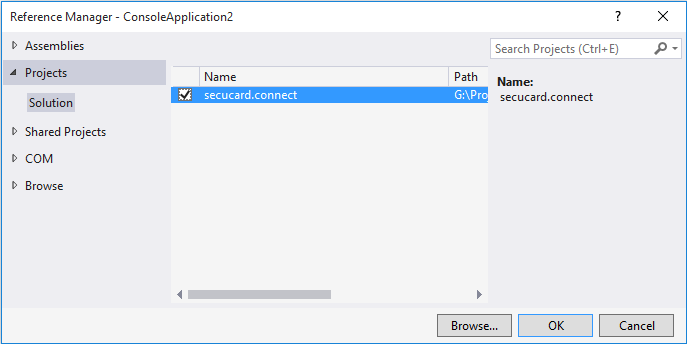 Reference Manager - ConsoleApplication2
? 
Assemblies
Projects
Solution
Shared Projects
COM
Browse
Name Path
secucard.connect G:\Pro
Search Projects (Ctrl+E)
Name:
secucard.connect
Browse... OK Cancel